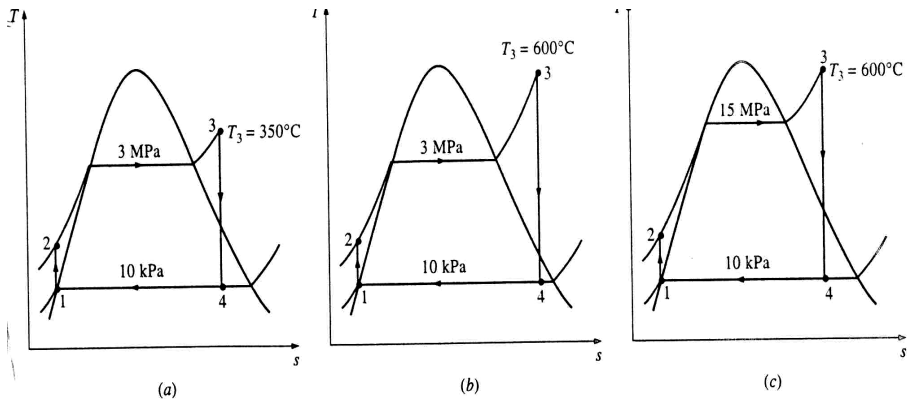 T
3
T₃ = 350°C
3 MPa
2
10 kPa
1
4
s
(a)
T₃ = 600°C
3
3 MPa
2
10 kPa
1
4
s
(b)
3
T₃ = 600°C
15 MPa
2
10 kPa
1
4
s
(c)